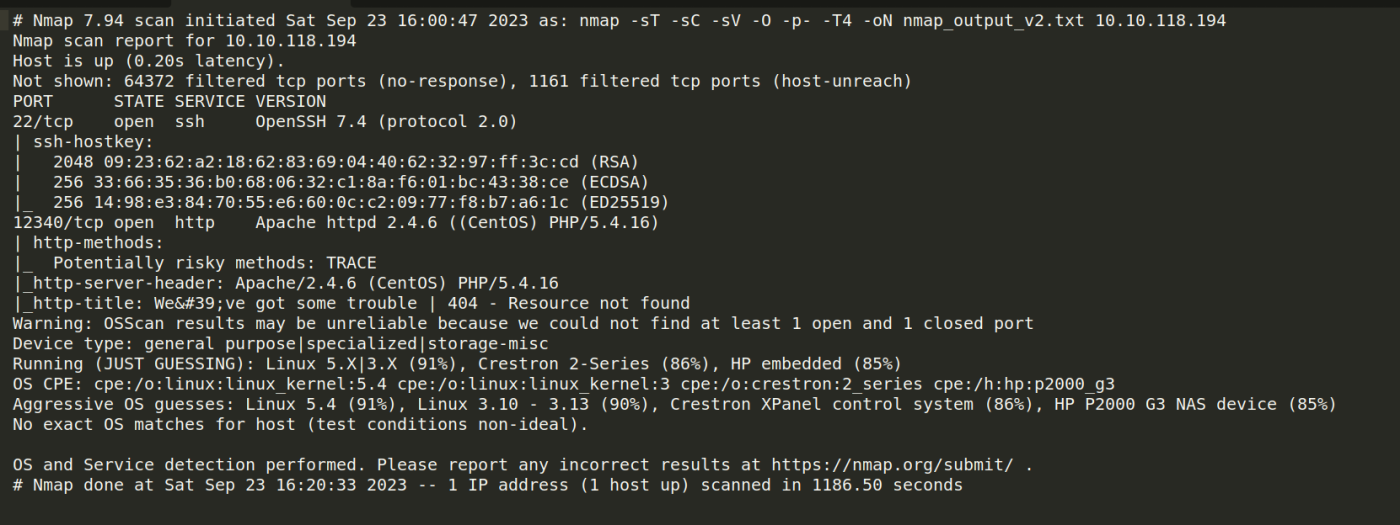 # Nmap 7.94 scan initiated Sat Sep 23 16:00:47 2023 as: nmap -sT -sC -sV -O -p- -T4 -oN nmap_output_v2.txt 10.10.118.194
Nmap scan report for 10.10.118.194
Host is up (0.20s latency).
Not shown: 64372 filtered tcp ports (no-response), 1161 filtered tcp ports (host-unreach)
PORT      STATE SERVICE VERSION
22/tcp    open  ssh     OpenSSH 7.4 (protocol 2.0)
| ssh-hostkey:
|   2048 09:23:62:a2:18:62:83:69:04:40:62:32:97:ff:3c:cd (RSA)
|   256 33:66:35:36:b0:68:06:32:c1:8a:f6:01:bc:43:38:ce (ECDSA)
|_  256 14:98:e3:84:70:55:e6:60:0c:c2:09:77:f8:b7:a6:1c (ED25519)
12340/tcp open  http    Apache httpd 2.4.6 ((CentOS) PHP/5.4.16)
| http-methods:
|_  Potentially risky methods: TRACE
|_http-server-header: Apache/2.4.6 (CentOS) PHP/5.4.16
|_http-title: We&#39;ve got some trouble | 404 - Resource not found
Warning: OSScan results may be unreliable because we could not find at least 1 open and 1 closed port
Device type: general purpose|specialized|storage-misc
Running (JUST GUESSING): Linux 5.X|3.X (91%), Crestron 2-Series (86%), HP embedded (85%)
OS CPE: cpe:/o:linux:linux_kernel:5.4 cpe:/o:linux:linux_kernel:3 cpe:/o:crestron:2_series cpe:/h:hp:p2000_g3
Aggressive OS guesses: Linux 5.4 (91%), Linux 3.10 - 3.13 (90%), Crestron XPanel control system (86%), HP P2000 G3 NAS device (85%)
No exact OS matches for host (test conditions non-ideal).

OS and Service detection performed. Please report any incorrect results at https://nmap.org/submit/ .
# Nmap done at Sat Sep 23 16:20:33 2023 -- 1 IP address (1 host up) scanned in 1186.50 seconds